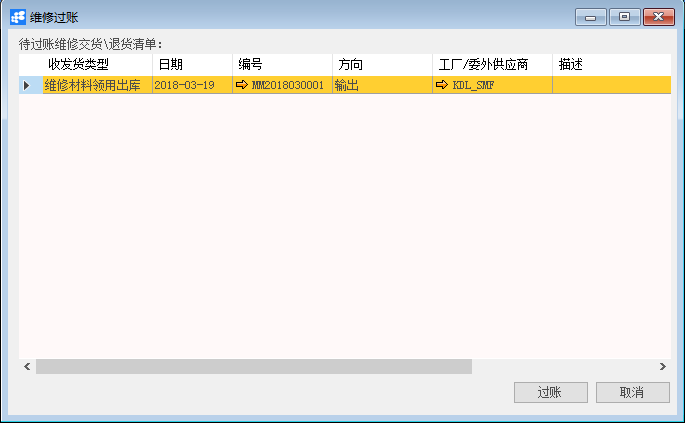 维修过账
待过账维修交货\退货清单:
收发货类型 日期 编号 方向 工厂/委外供应商 描述
维修材料领用出库 2018-03-19 MM2018030001 输出 KDL_SMF
过账 取消